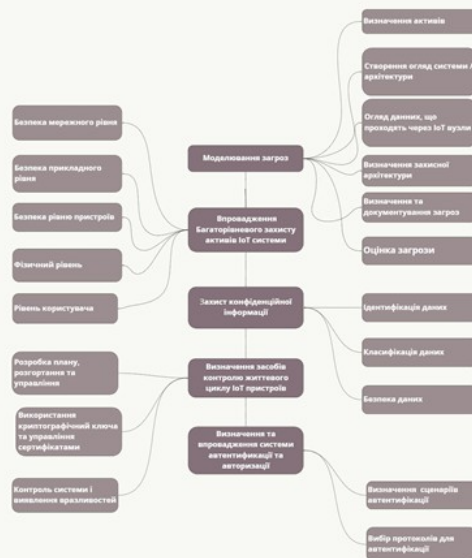 Визначення активів
Створення огляд системи /
архітектури
Огляд данних, що
проходять через IoT вузли
Визначення захисної
архітектури
Визначення та
документування загроз
Оцінка загрози
Моделювання загроз
Безпека мережного рівня
Безпека прикладного
рівня
Безпека рівню пристроїв
Фізичний рівень
Рівень користувача
Впровадження
Багаторівневого захисту
активів IoT системи
Захист конфіденційної
інформації
Ідентифікація даних
Класифікація даних
Безпека даних
Визначення засобів
контролю життєвого
циклу IoT пристроїв
Розробка плану,
розгортання та
управління
Використання
криптографічний ключа
та управління
сертифікатами
Контроль системи і
виявлення вразливостей
Визначення та
впровадження системи
автентифікації та
авторизації
Визначення сценаріїв
автентифікації
Вибір протоколів для
автентифікації